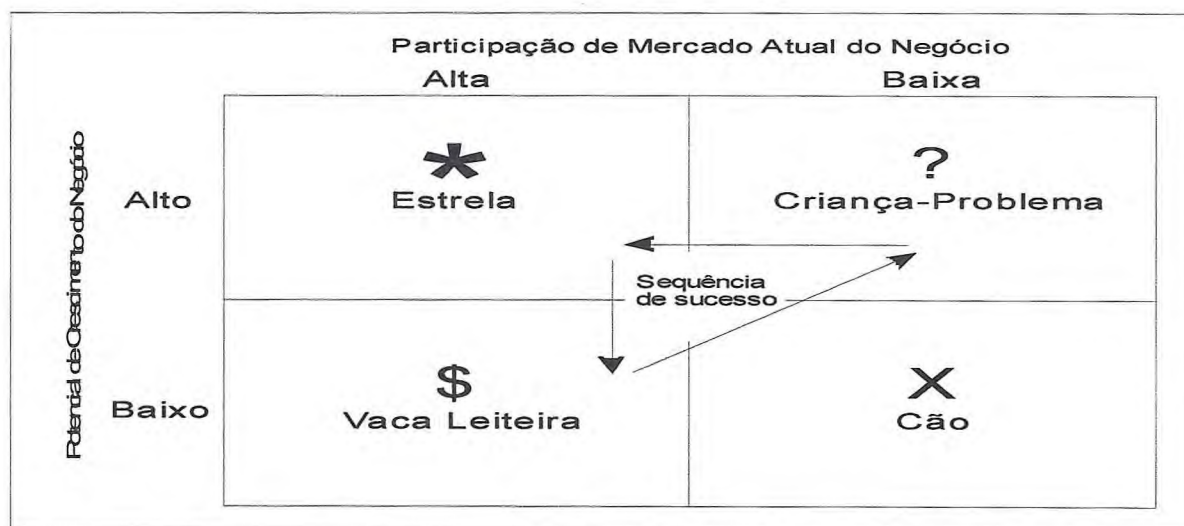 Participação de Mercado Atual do Negócio
Alta
Baixa
Potencial de Crescimento do Negócio
Alto
*
Estrela
?
Criança-Problema
Sequência
de sucesso
Baixo
$
Vaca Leiteira
X
Cão